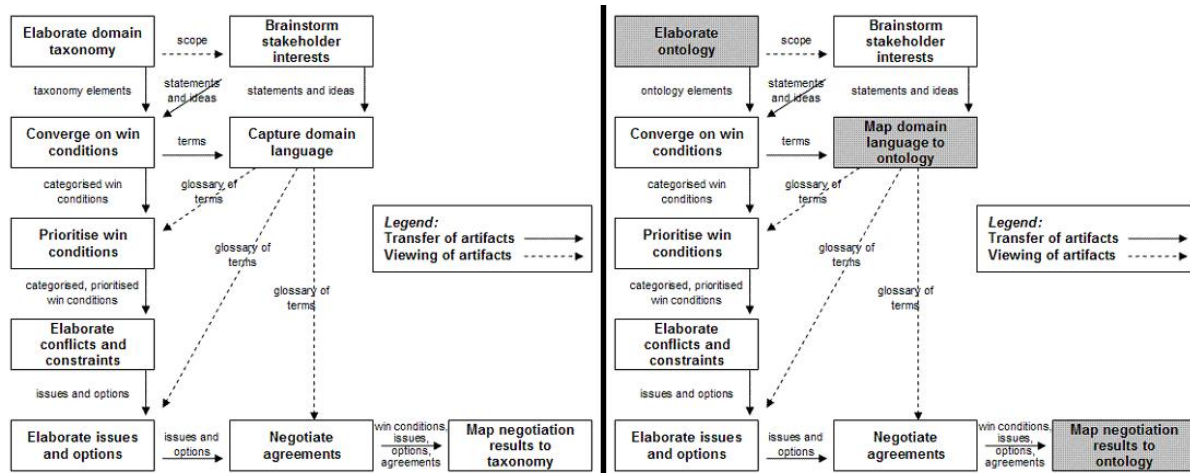 Elaborate domain
taxonomy
scope
Brainstorm
stakeholder
interests
taxonomy elements
statements
and ideas
statements and ideas
Converge on win
conditions
terms
Capture domain
language
categorised win
conditions
glossary of
terms
Prioritise win
conditions
glossary of
terms
Legend:
Transfer of artifacts
Viewing of artifacts
categorised, prioritised
win conditions
glossary of
terms
Elaborate
conflicts and
constraints
issues and options
Elaborate issues
and options
issues and
options
Negotiate
agreements
win conditions,
issues,
options,
agreements
Map negotiation
results to
taxonomy
Elaborate
ontology
scope
Brainstorm
stakeholder
interests
ontology elements
statements
and ideas
statements and ideas
Converge on win
conditions
terms
Map domain
language to
ontology
categorised win
conditions
glossary of
terms
Prioritise win
conditions
glossary of
terms
Legend:
Transfer of artifacts
Viewing of artifacts
categorised, prioritised
win conditions
glossary of
terms
Elaborate
conflicts and
constraints
issues and options
Elaborate issues
and options
issues and
options
Negotiate
agreements
win conditions,
issues,
options,
agreements
Map negotiation
results to
ontology